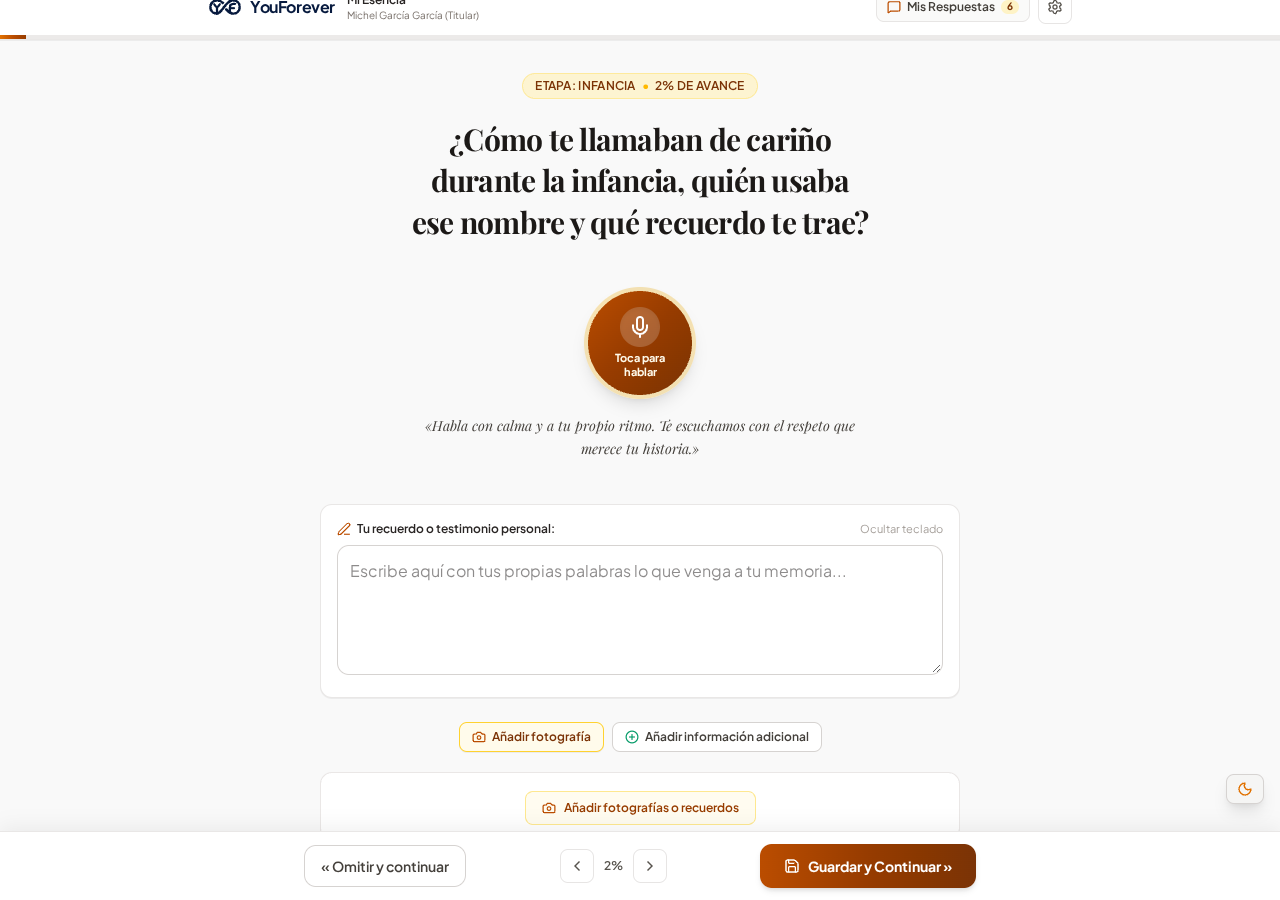 YouForever
Mi Esencia
Michel García García (Titular)
Mis Respuestas 6
ETAPA: INFANCIA • 2% DE AVANCE
¿Cómo te llamaban de cariño
durante la infancia, quién usaba
ese nombre y qué recuerdo te trae?
Toca para
hablar
«Habla con calma y a tu propio ritmo. Te escuchamos con el respeto que
merece tu historia.»
Tu recuerdo o testimonio personal:
Ocultar teclado
Escribe aquí con tus propias palabras lo que venga a tu memoria...
Añadir fotografía
Añadir información adicional
Añadir fotografías o recuerdos
« Omitir y continuar
2%
Guardar y Continuar »